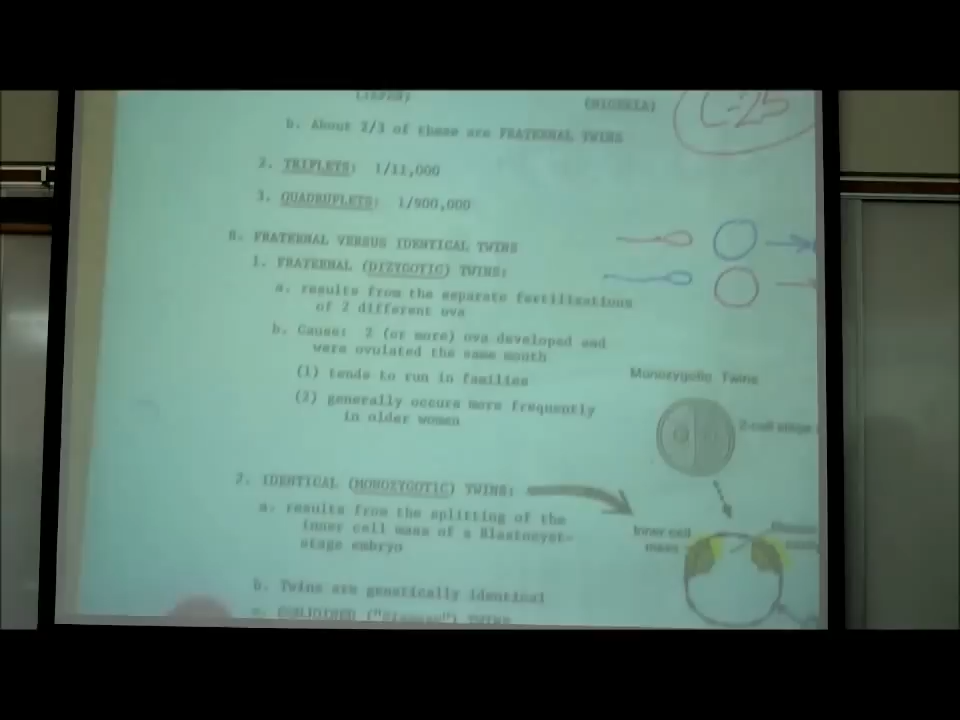 (JAPAN)
(NIGERIA)
b. About 2/3 of these are FRATERNAL TWINS
2. TRIPLETS: 1/11,000
3. QUADRUPLETS: 1/900,000
B. FRATERNAL VERSUS IDENTICAL TWINS
1. FRATERNAL (DIZYGOTIC) TWINS:
a. results from the separate fertilizations
of 2 different ova
b. Cause: 2 (or more) ova developed and
were ovulated the same month
(1) tends to run in families
(2) generally occurs more frequently
in older women
Monozygotic Twins
2-cell stage
2. IDENTICAL (MONOZYGOTIC) TWINS:
a. results from the splitting of the
inner cell mass of a Blastocyst-
stage embryo
Inner cell
mass
b. Twins are genetically identical
c. CONJOINED ("Siamese") TWINS